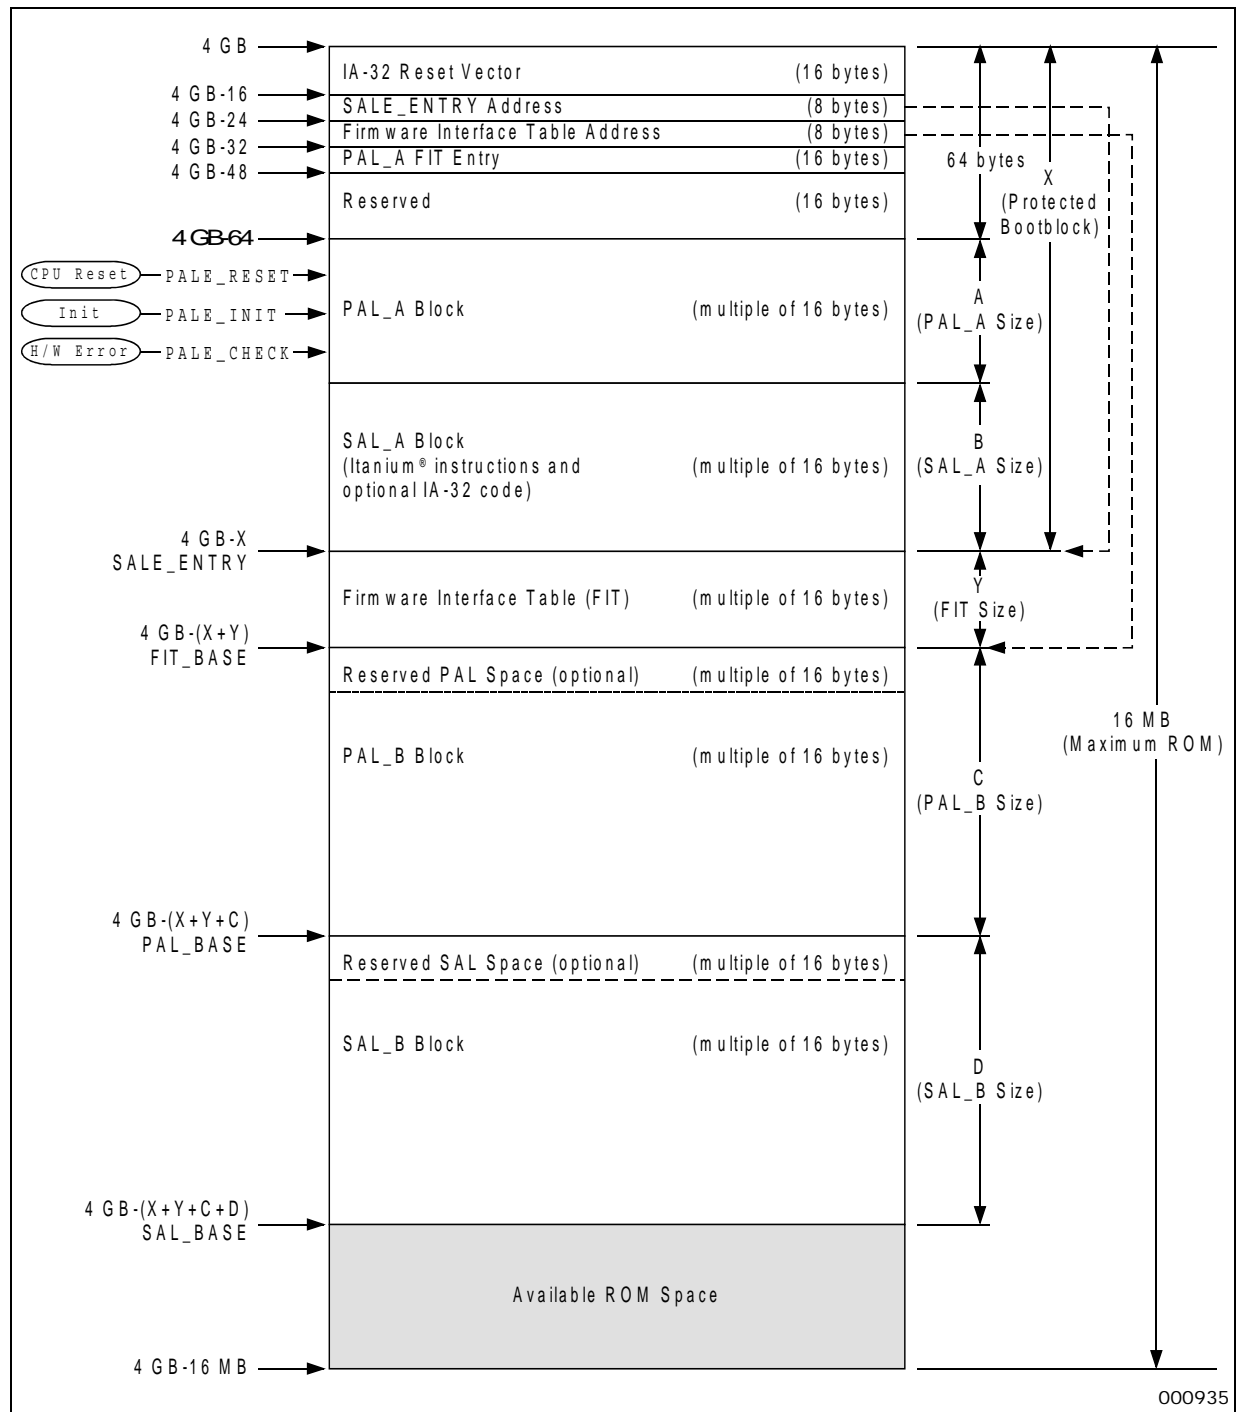 4 GB
IA-32 Reset Vector (16 bytes)
4 GB-16
SALE_ENTRY Address (8 bytes)
4 GB-24
Firmware Interface Table Address (8 bytes)
4 GB-32
PAL_A FIT Entry (16 bytes)
4 GB-48
64 bytes
X
(Protected
Bootblock)
Reserved (16 bytes)
4 GB-64
CPU Reset PALE_RESET
Init PALE_INIT
PAL_A Block (multiple of 16 bytes)
A
(PAL_A Size)
H/W Error PALE_CHECK
SAL_A Block
(Itanium® instructions and (multiple of 16 bytes)
optional IA-32 code)
B
(SAL_A Size)
4 GB-X
SALE_ENTRY
Firmware Interface Table (FIT) (multiple of 16 bytes)
Y
(FIT Size)
4 GB-(X+Y)
FIT_BASE
Reserved PAL Space (optional) (multiple of 16 bytes)
16 MB
(Maximum ROM)
PAL_B Block (multiple of 16 bytes)
C
(PAL_B Size)
4 GB-(X+Y+C)
PAL_BASE
Reserved SAL Space (optional) (multiple of 16 bytes)
SAL_B Block (multiple of 16 bytes)
D
(SAL_B Size)
4 GB-(X+Y+C+D)
SAL_BASE
Available ROM Space
4 GB-16 MB
000935